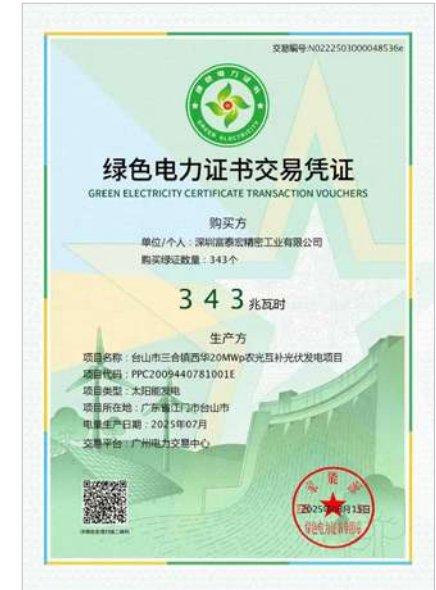 交易编号:N0222503000048536e
绿色电力证书
GREEN ELECTRICITY
绿色电力证书交易凭证
GREEN ELECTRICITY CERTIFICATE TRANSACTION VOUCHERS
购买方
单位/个人：深圳富泰宏精密工业有限公司
购买绿证数量：343个
343兆瓦时
生产方
项目名称：台山市三合镇西华20MWp农光互补光伏发电项目
项目代码：PPC2009440781001E
项目类型：太阳能发电
项目所在地：广东省江门市台山市
电量生产日期：2025年07月
交易平台：广州电力交易中心